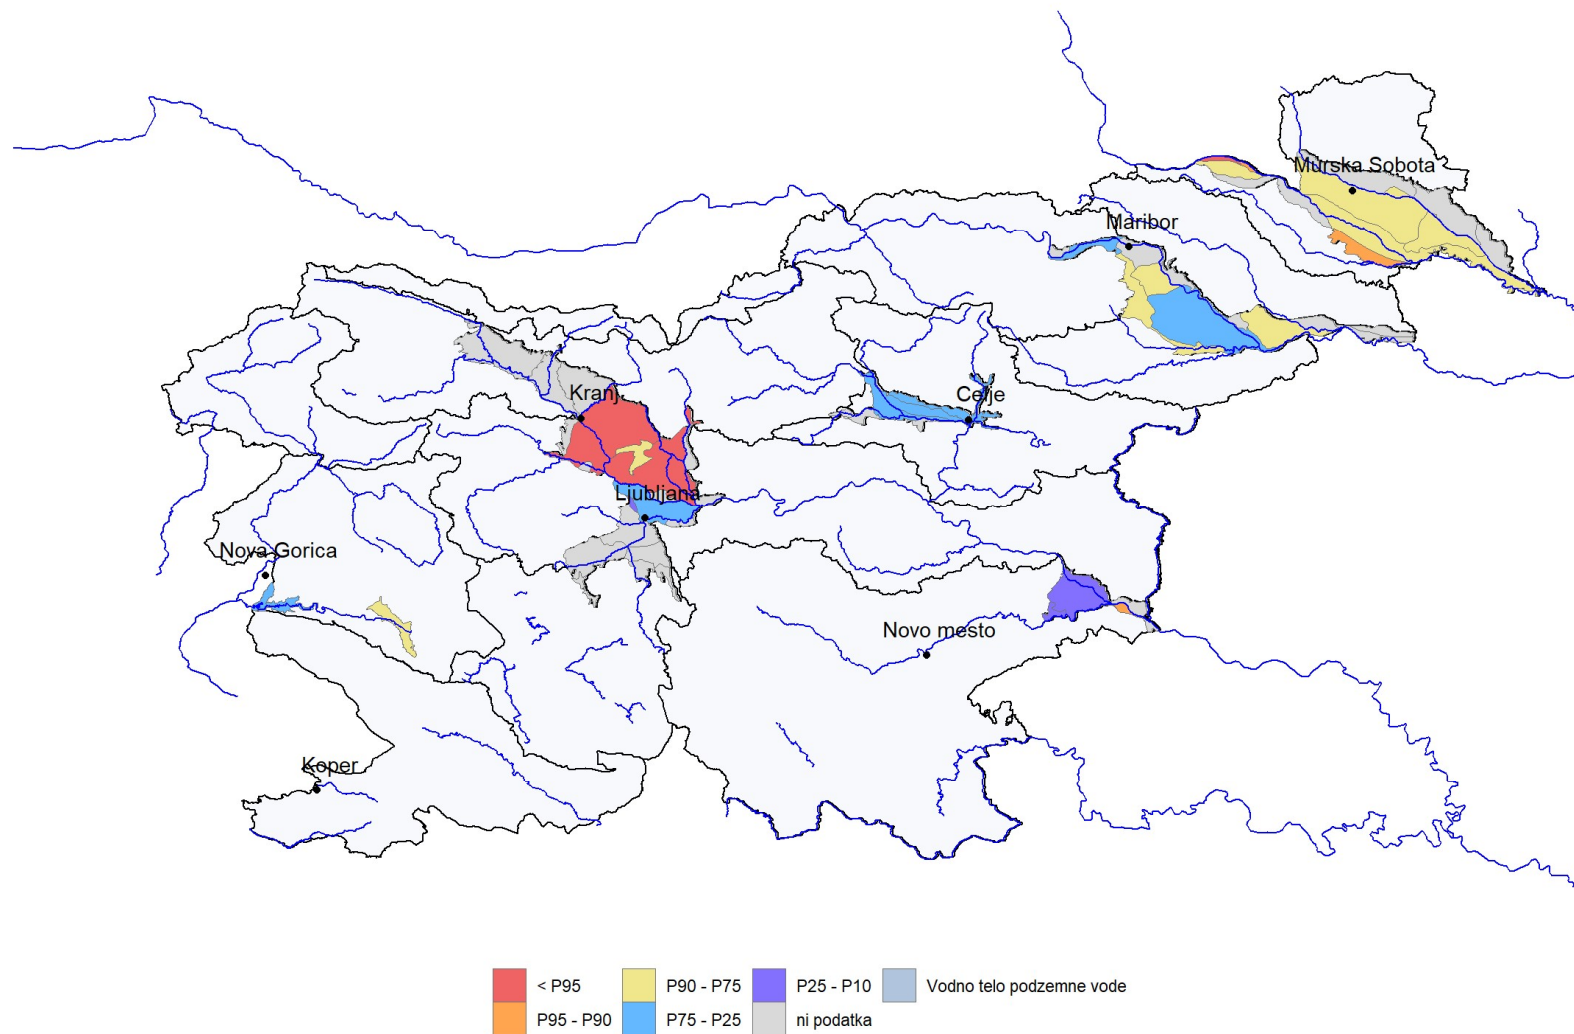 Murska Sobota
Maribor
Kranj
Celje
Ljubljana
Nova Gorica
Novo mesto
Koper
< P95
P90 - P75
P25 - P10
Vodno telo podzemne vode
P95 - P90
P75 - P25
ni podatka